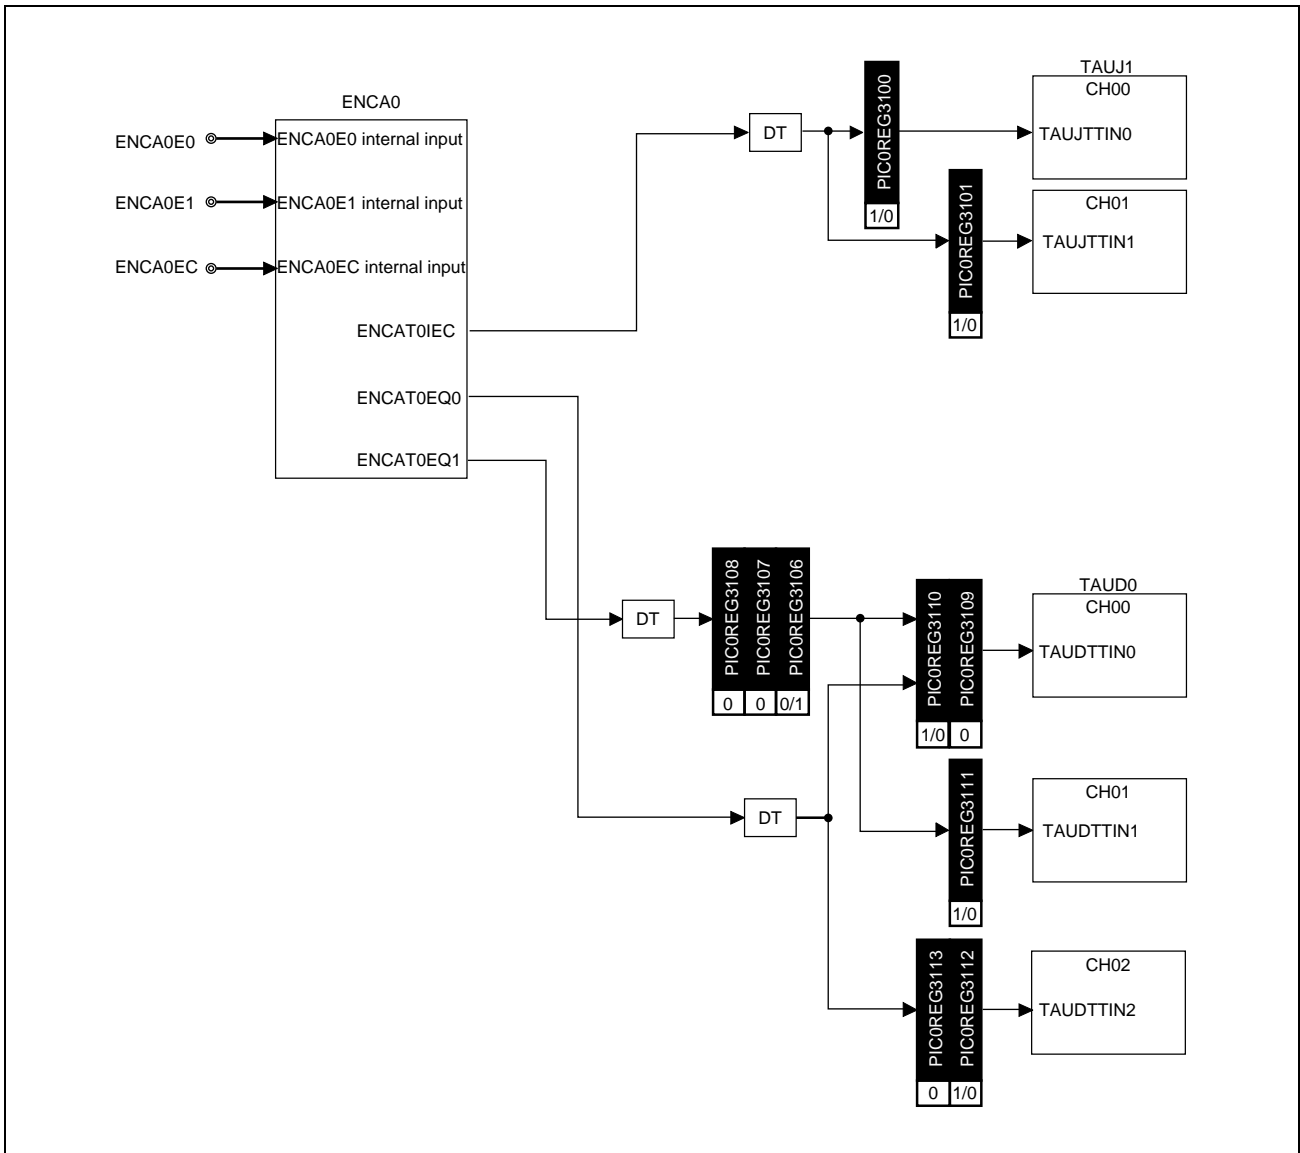 TAUJ1
CH00
TAUJTTIN0
PIC0REG3100
1/0
DT
ENCA0
ENCA0E0
ENCA0E0 internal input
ENCA0E1
ENCA0E1 internal input
ENCA0EC
ENCA0EC internal input
CH01
TAUJTTIN1
PIC0REG3101
1/0
ENCAT0IEC
ENCAT0EQ0
ENCAT0EQ1
DT
PIC0REG3108
PIC0REG3107
PIC0REG3106
0
0
0/1
PIC0REG3110
PIC0REG3109
1/0
0
TAUD0
CH00
TAUDTTIN0
DT
PIC0REG3111
1/0
CH01
TAUDTTIN1
PIC0REG3113
PIC0REG3112
0
1/0
CH02
TAUDTTIN2